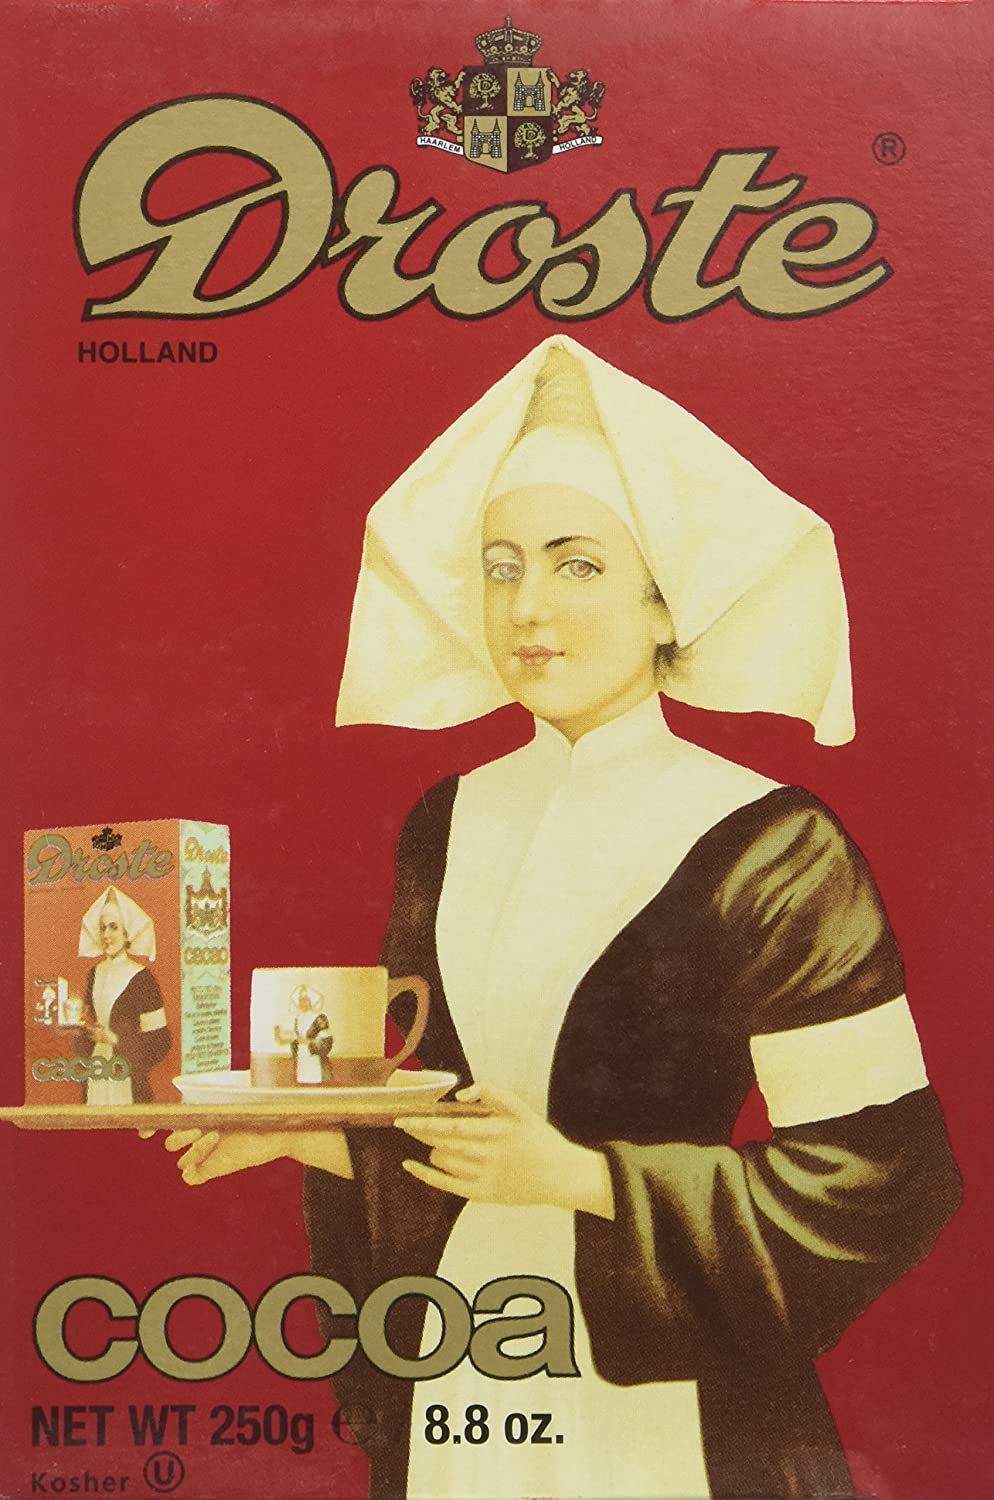 HAARLEM HOLLAND
Droste ®
HOLLAND
Droste
cacao
Droste
cacao
cocoa
NET WT 250g ℮ / 8.8 oz.
Kosher U